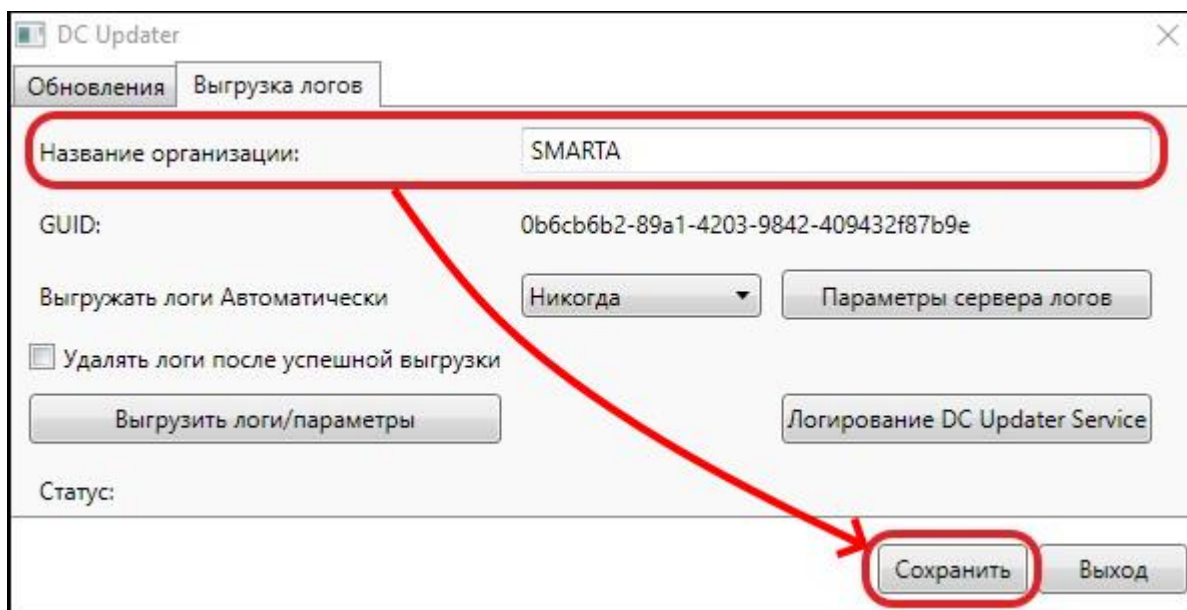 DC Updater
Обновления Выгрузка логов
Название организации: SMARTA
GUID: 0b6cb6b2-89a1-4203-9842-409432f87b9e
Выгружать логи Автоматически Никогда Параметры сервера логов
Удалять логи после успешной выгрузки
Выгрузить логи/параметры Логирование DC Updater Service
Статус:
Сохранить Выход